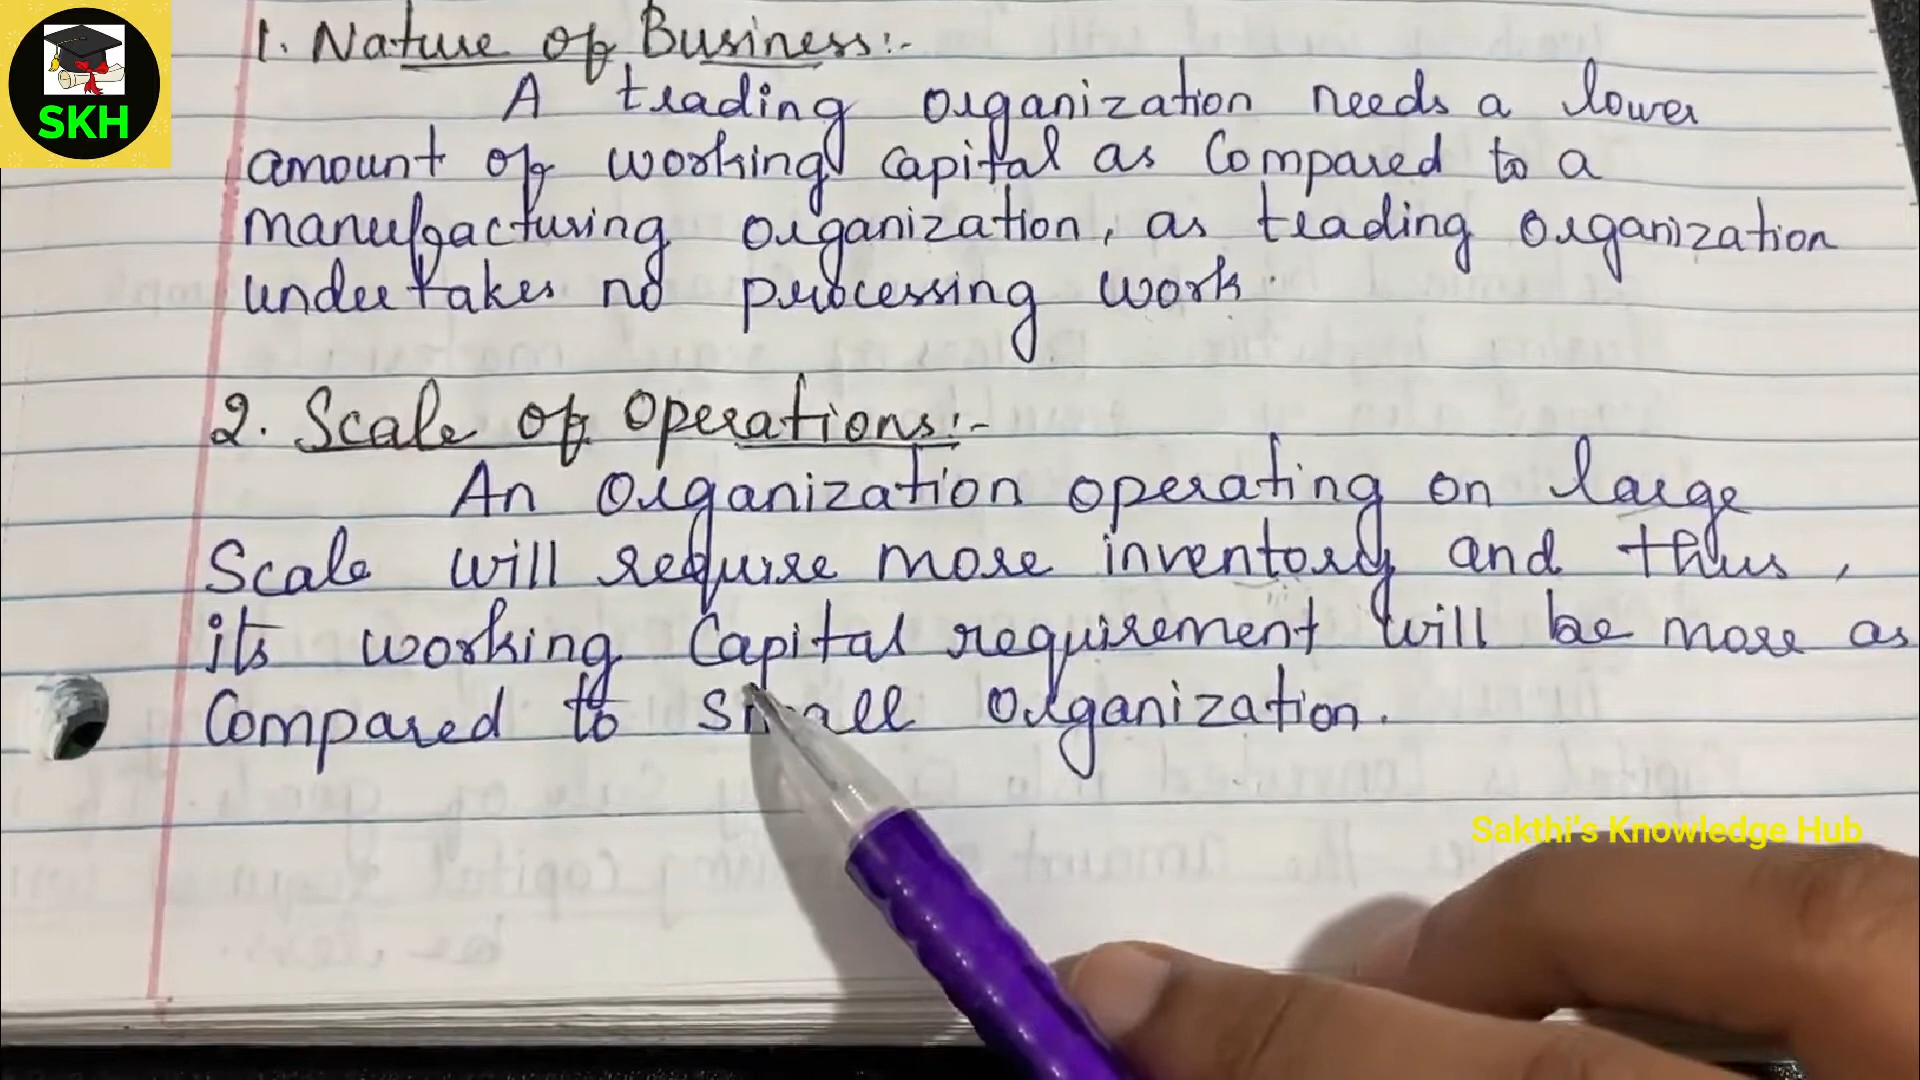 SKH
1. Nature of Business:-
A trading organization needs a lower
amount of working capital as Compared to a
manufacturing organization, as trading organization
undertakes no processing work.
2. Scale of Operations:-
An Organization operating on large
Scale will require more inventory and thus,
its working Capital requirement will be more as
Compared to small Organization.
Sakthi's Knowledge Hub